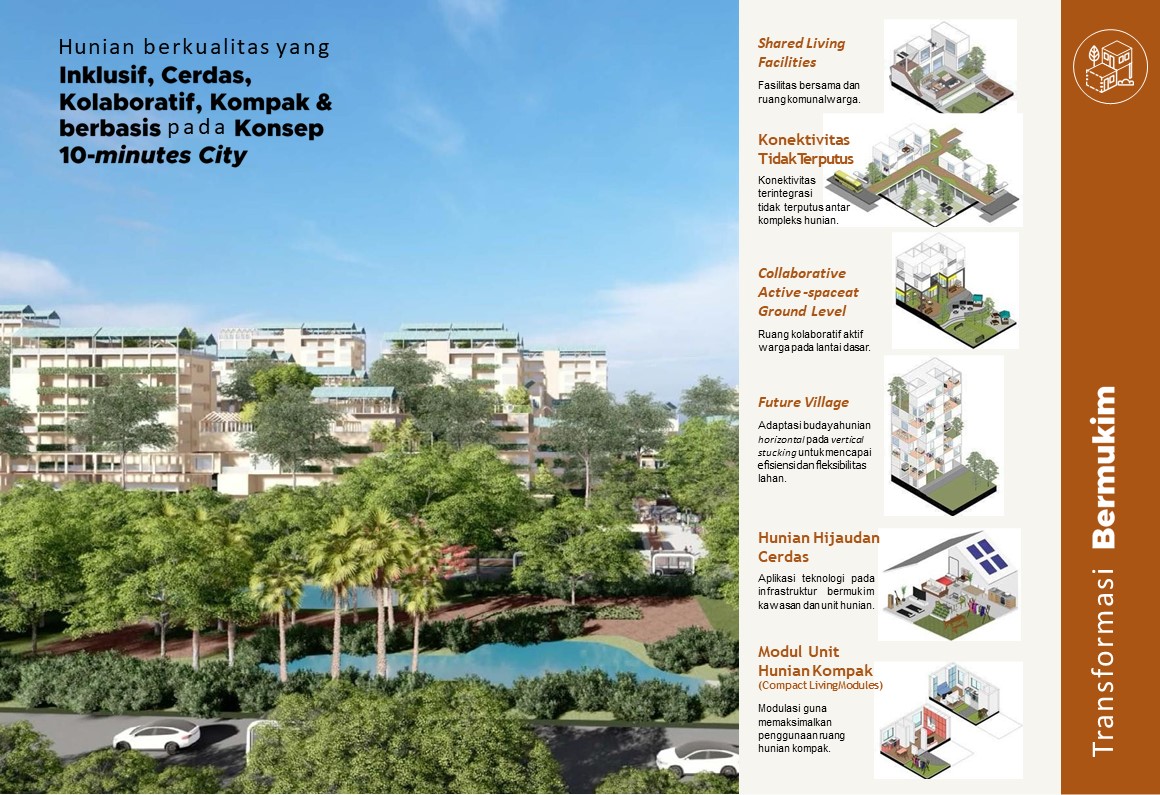 Hunian berkualitas yang
Inklusif, Cerdas,
Kolaboratif, Kompak &
berbasis pada Konsep
10-minutes City
Shared Living
Facilities
Fasilitas bersama dan
ruang komunal warga.
Konektivitas
Tidak Terputus
Konektivitas
terintegrasi
tidak terputus antar
kompleks hunian.
Collaborative
Active-space at
Ground Level
Ruang kolaboratif aktif
warga pada lantai dasar.
Future Village
Adaptasi budaya hunian
horizontal pada vertical
stucking untuk mencapai
efisiensi dan fleksibilitas
lahan.
Hunian Hijau dan
Cerdas
Aplikasi teknologi pada
infrastruktur bermukim
kawasan dan unit hunian.
Modul Unit
Hunian Kompak
(Compact Living Modules)
Modulasi guna
memaksimalkan
penggunaan ruang
hunian kompak.
Transformasi Bermukim